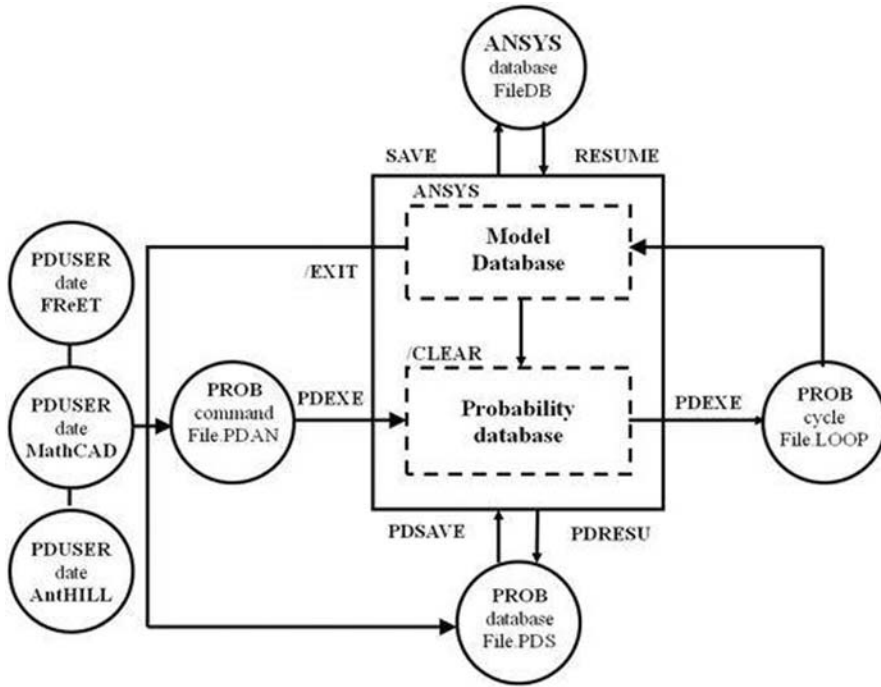 ANSYS
database
FileDB
SAVE
RESUME
ANSYS
Model
Database
/EXIT
PDUSER
date
FReET
/CLEAR
PDUSER
date
MathCAD
PROB
command
File.PDAN
PDEXE
Probability
database
PDEXE
PROB
cycle
File.LOOP
PDUSER
date
AntHILL
PDSAVE
PDRESU
PROB
database
File.PDS